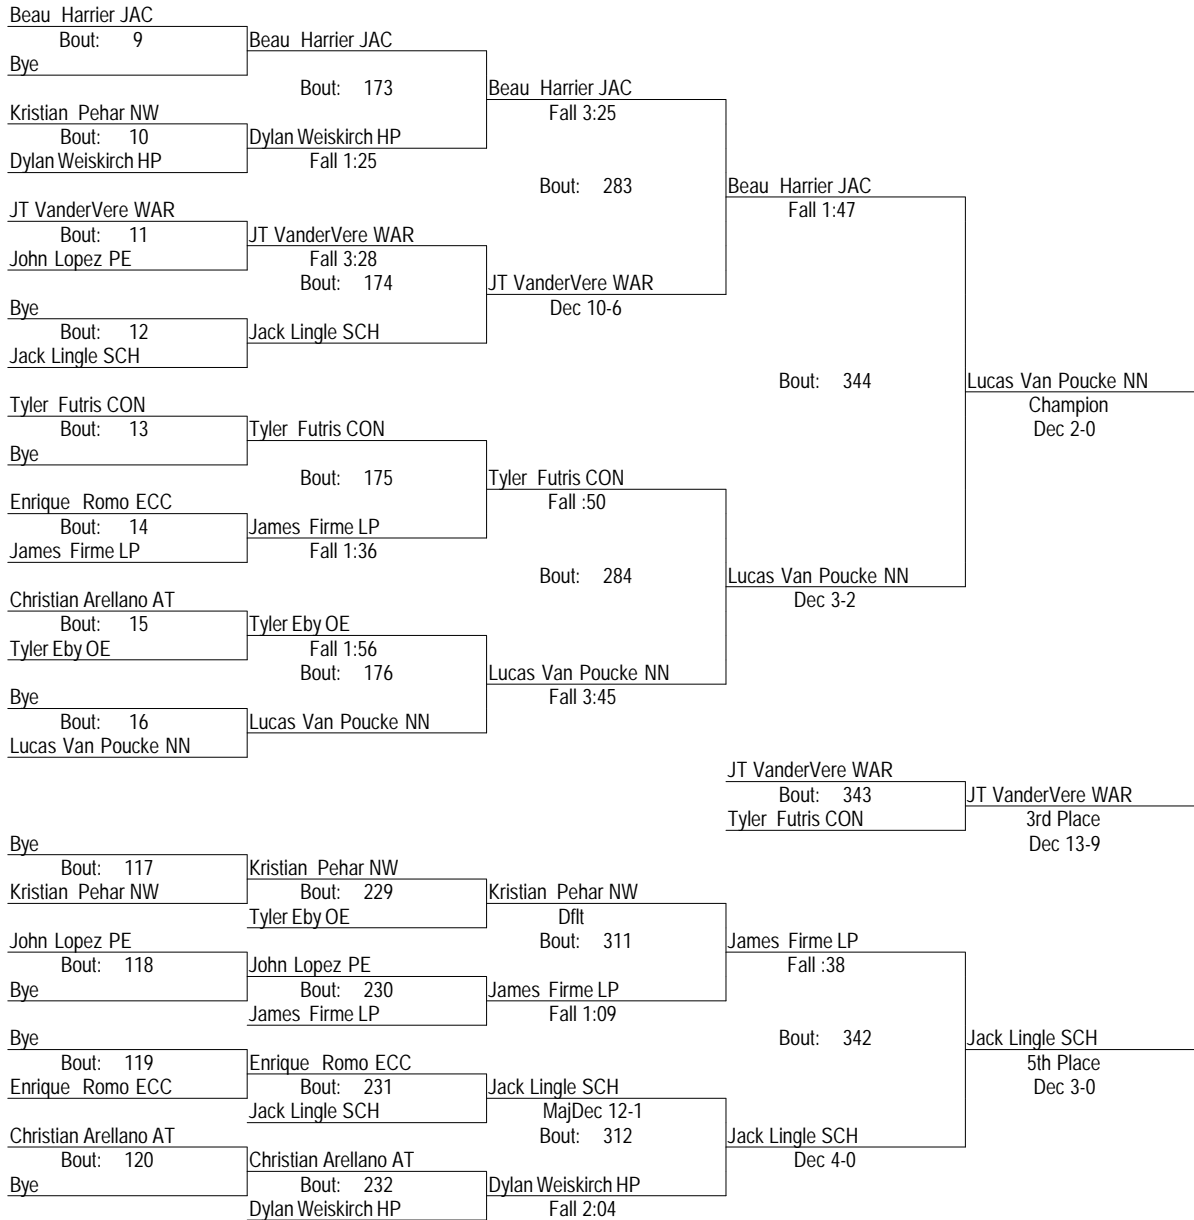 Beau Harrier JAC
Bout: 9
Beau Harrier JAC
Bye
Bout: 173
Beau Harrier JAC
Kristian Pehar NW
Fall 3:25
Bout: 10
Dylan Weiskirch HP
Dylan Weiskirch HP
Fall 1:25
Bout: 283
Beau Harrier JAC
JT VanderVere WAR
Fall 1:47
Bout: 11
JT VanderVere WAR
John Lopez PE
Fall 3:28
Bout: 174
JT VanderVere WAR
Bye
Dec 10-6
Bout: 12
Jack Lingle SCH
Jack Lingle SCH
Bout: 344
Lucas Van Poucke NN
Tyler Futris CON
Champion
Bout: 13
Tyler Futris CON
Dec 2-0
Bye
Bout: 175
Tyler Futris CON
Enrique Romo ECC
Fall :50
Bout: 14
James Firme LP
James Firme LP
Fall 1:36
Bout: 284
Lucas Van Poucke NN
Christian Arellano AT
Dec 3-2
Bout: 15
Tyler Eby OE
Tyler Eby OE
Fall 1:56
Bout: 176
Lucas Van Poucke NN
Bye
Fall 3:45
Bout: 16
Lucas Van Poucke NN
Lucas Van Poucke NN
JT VanderVere WAR
Bout: 343
JT VanderVere WAR
Tyler Futris CON
3rd Place
Dec 13-9
Bye
Bout: 117
Kristian Pehar NW
Kristian Pehar NW
Bout: 229
Kristian Pehar NW
Tyler Eby OE
Dflt
John Lopez PE
Bout: 311
James Firme LP
Bout: 118
John Lopez PE
Fall :38
Bye
Bout: 230
James Firme LP
James Firme LP
Fall 1:09
Bye
Bout: 342
Jack Lingle SCH
Bout: 119
Enrique Romo ECC
5th Place
Enrique Romo ECC
Bout: 231
Jack Lingle SCH
Dec 3-0
Jack Lingle SCH
MajDec 12-1
Christian Arellano AT
Bout: 312
Jack Lingle SCH
Bout: 120
Christian Arellano AT
Dec 4-0
Bye
Bout: 232
Dylan Weiskirch HP
Dylan Weiskirch HP
Fall 2:04